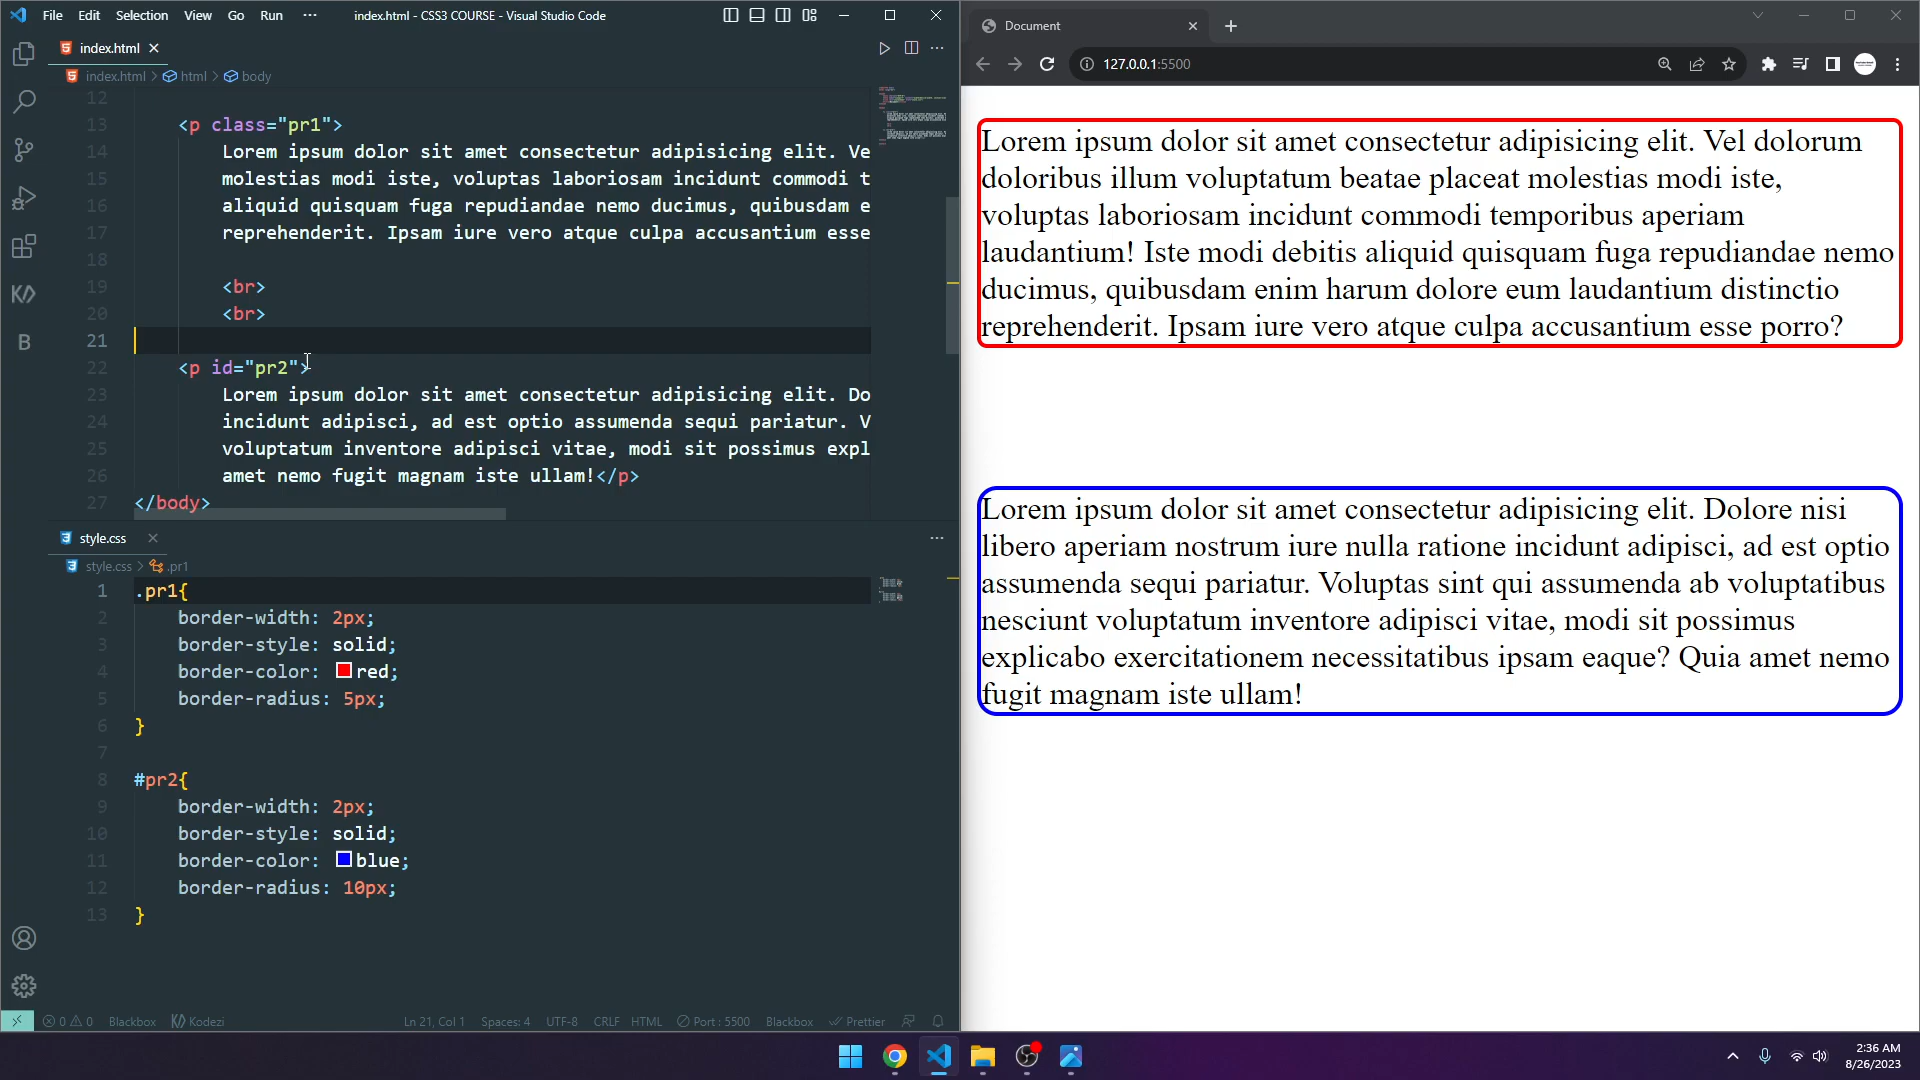 File Edit Selection View Go Run ··· index.html - CSS3 COURSE - Visual Studio Code
index.html
index.html > html > body
12
13 <p class="pr1">
14 Lorem ipsum dolor sit amet consectetur adipisicing elit. Ve
15 molestias modi iste, voluptas laboriosam incidunt commodi t
16 aliquid quisquam fuga repudiandae nemo ducimus, quibusdam e
17 reprehenderit. Ipsam iure vero atque culpa accusantium esse
18
19 <br>
20 <br>
21
22 <p id="pr2">
23 Lorem ipsum dolor sit amet consectetur adipisicing elit. Do
24 incidunt adipisci, ad est optio assumenda sequi pariatur. V
25 voluptatum inventore adipisci vitae, modi sit possimus expl
26 amet nemo fugit magnam iste ullam!</p>
27 </body>
B
style.css
style.css > .pr1
1 .pr1{
2 border-width: 2px;
3 border-style: solid;
4 border-color: red;
5 border-radius: 5px;
6 }
7
8 #pr2{
9 border-width: 2px;
10 border-style: solid;
11 border-color: blue;
12 border-radius: 10px;
13 }
0 0 Blackbox Kodezi Ln 21, Col 1 Spaces: 4 UTF-8 CRLF HTML Port : 5500 Blackbox Prettier
Document
127.0.0.1:5500
Lorem ipsum dolor sit amet consectetur adipisicing elit. Vel dolorum
doloribus illum voluptatum beatae placeat molestias modi iste,
voluptas laboriosam incidunt commodi temporibus aperiam
laudantium! Iste modi debitis aliquid quisquam fuga repudiandae nemo
ducimus, quibusdam enim harum dolore eum laudantium distinctio
reprehenderit. Ipsam iure vero atque culpa accusantium esse porro?
Lorem ipsum dolor sit amet consectetur adipisicing elit. Dolore nisi
libero aperiam nostrum iure nulla ratione incidunt adipisci, ad est optio
assumenda sequi pariatur. Voluptas sint qui assumenda ab voluptatibus
nesciunt voluptatum inventore adipisci vitae, modi sit possimus
explicabo exercitationem necessitatibus ipsam eaque? Quia amet nemo
fugit magnam iste ullam!
2:36 AM
8/26/2023